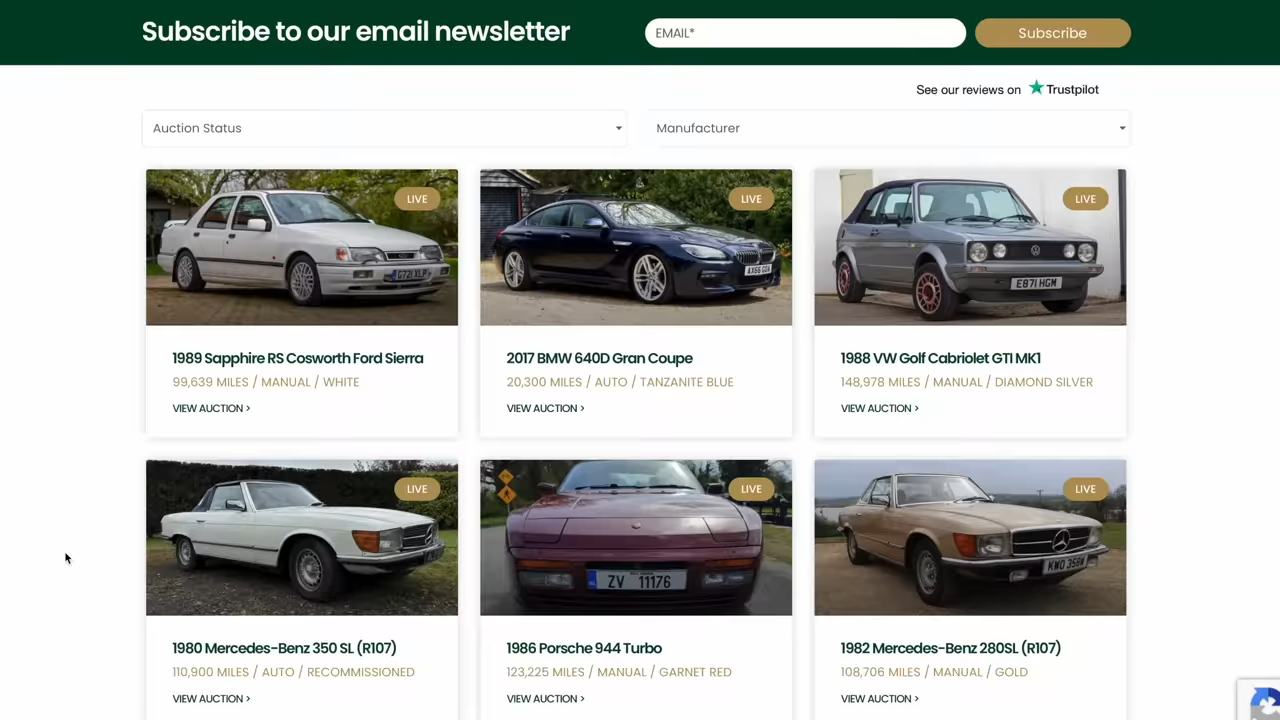 Subscribe to our email newsletter
EMAIL*
Subscribe
See our reviews on Trustpilot
Auction Status
Manufacturer
LIVE
G721 XLP
1989 Sapphire RS Cosworth Ford Sierra
99,639 MILES / MANUAL / WHITE
VIEW AUCTION >
LIVE
2017 BMW 640D Gran Coupe
20,300 MILES / AUTO / TANZANITE BLUE
VIEW AUCTION >
LIVE
E871 HGM
1988 VW Golf Cabriolet GTI MK1
148,978 MILES / MANUAL / DIAMOND SILVER
VIEW AUCTION >
LIVE
1980 Mercedes-Benz 350 SL (R107)
110,900 MILES / AUTO / RECOMMISSIONED
VIEW AUCTION >
LIVE
ZV 11176
1986 Porsche 944 Turbo
123,225 MILES / MANUAL / GARNET RED
VIEW AUCTION >
LIVE
1982 Mercedes-Benz 280SL (R107)
108,706 MILES / MANUAL / GOLD
VIEW AUCTION >